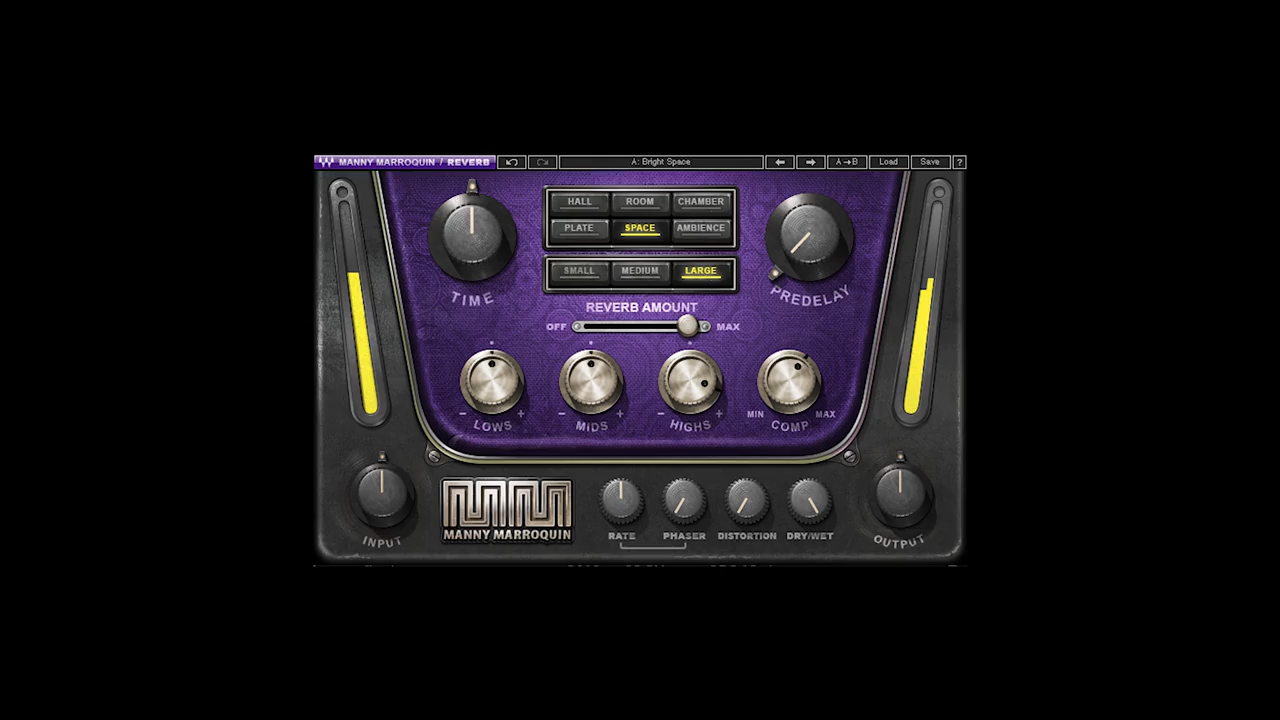 MANNY MARROQUIN / REVERB A: Bright Space A→B Load Save ?
HALL ROOM CHAMBER
PLATE SPACE AMBIENCE
SMALL MEDIUM LARGE
TIME
PREDELAY
REVERB AMOUNT
OFF MAX
- + - + - + MIN MAX
LOWS MIDS HIGHS COMP
INPUT
MM
MANNY MARROQUIN
RATE PHASER DISTORTION DRY/WET
OUTPUT